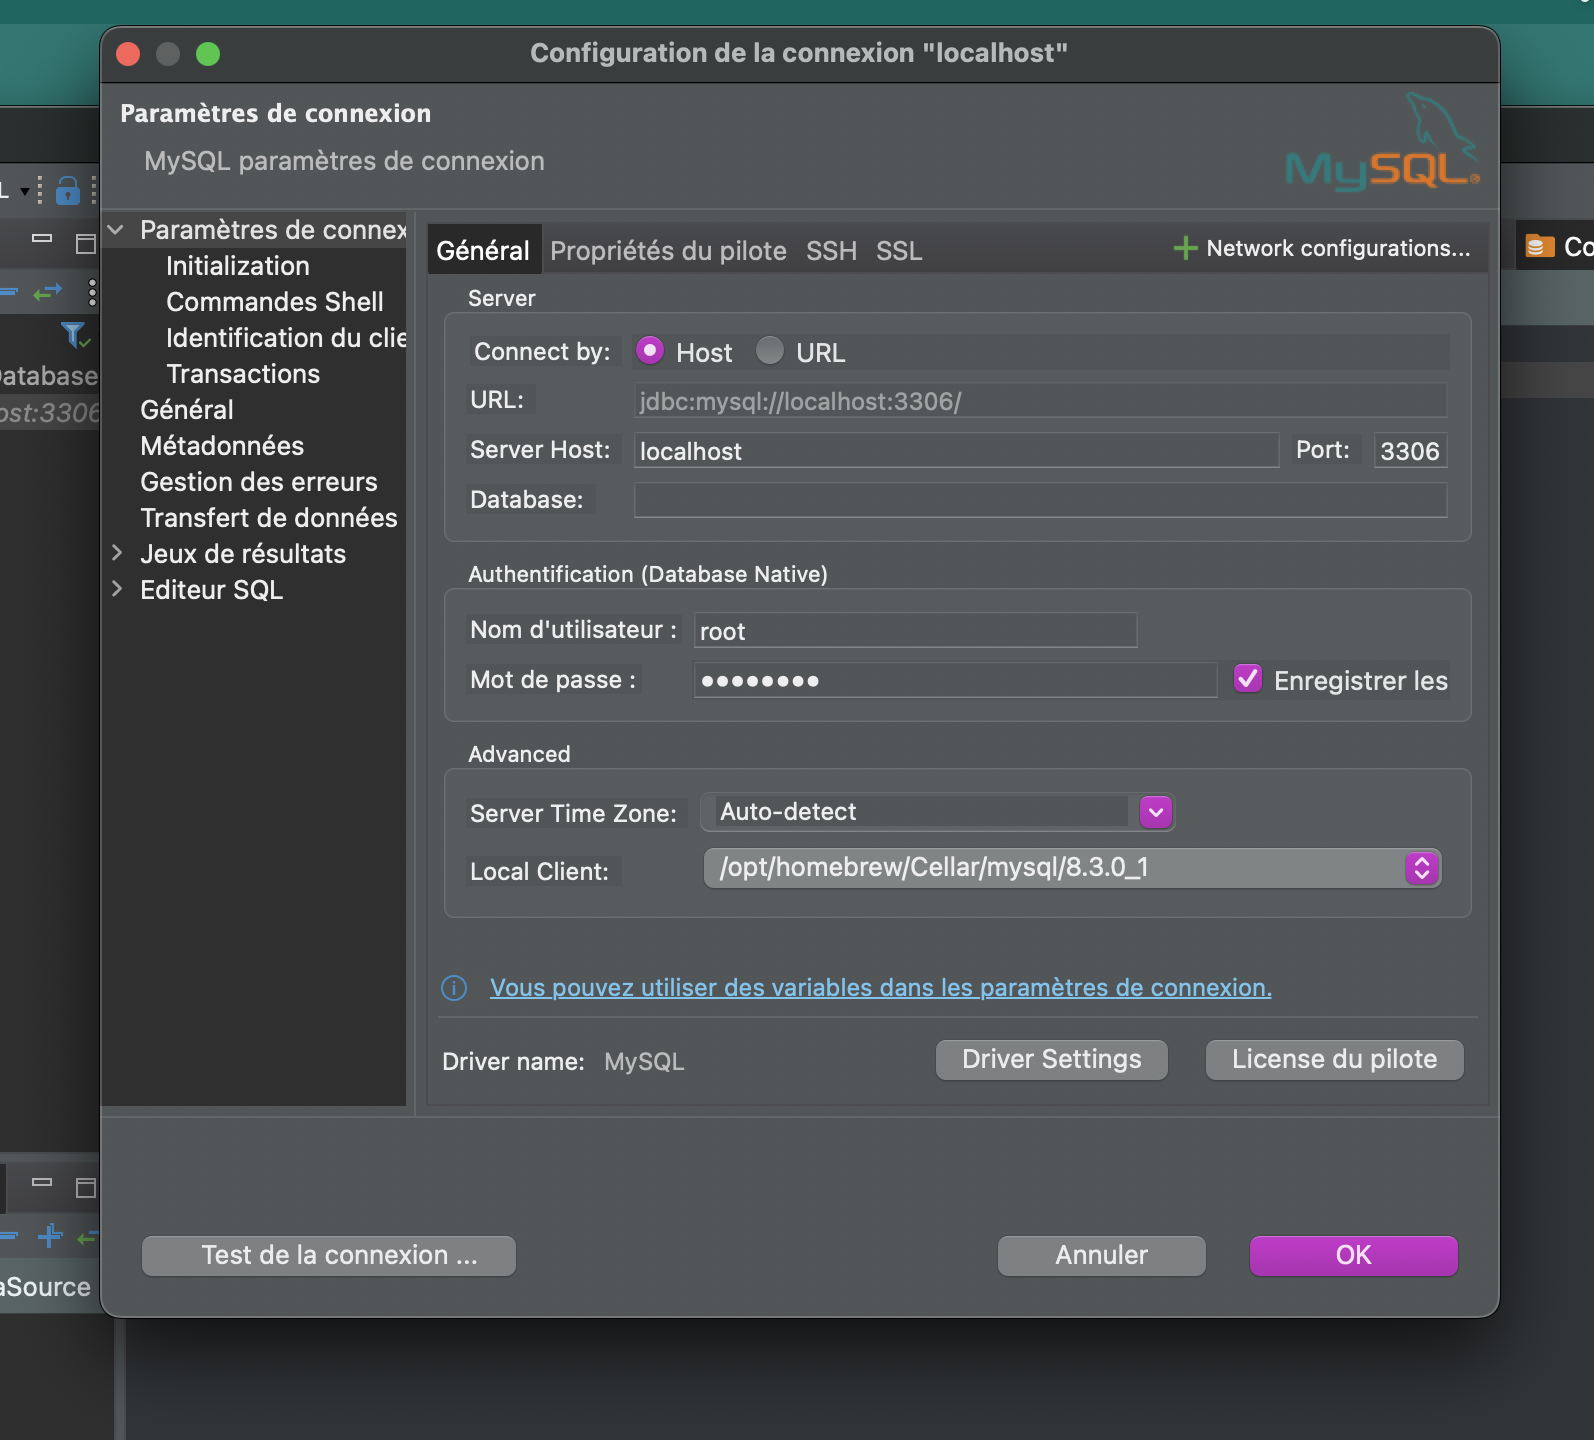 Configuration de la connexion "localhost"
Paramètres de connexion
MySQL paramètres de connexion
MySQL
Paramètres de connex
Initialization
Commandes Shell
Identification du clie
Transactions
Général
Métadonnées
Gestion des erreurs
Transfert de données
Jeux de résultats
Editeur SQL
Général Propriétés du pilote SSH SSL Network configurations...
Server
Connect by: Host URL
URL: jdbc:mysql://localhost:3306/
Server Host: localhost Port: 3306
Database:
Authentification (Database Native)
Nom d'utilisateur : root
Mot de passe : ●●●●●●●● Enregistrer les
Advanced
Server Time Zone: Auto-detect
Local Client: /opt/homebrew/Cellar/mysql/8.3.0_1
Vous pouvez utiliser des variables dans les paramètres de connexion.
Driver name: MySQL Driver Settings License du pilote
Test de la connexion ... Annuler OK
L
Database
ost:3306
aSource
Co